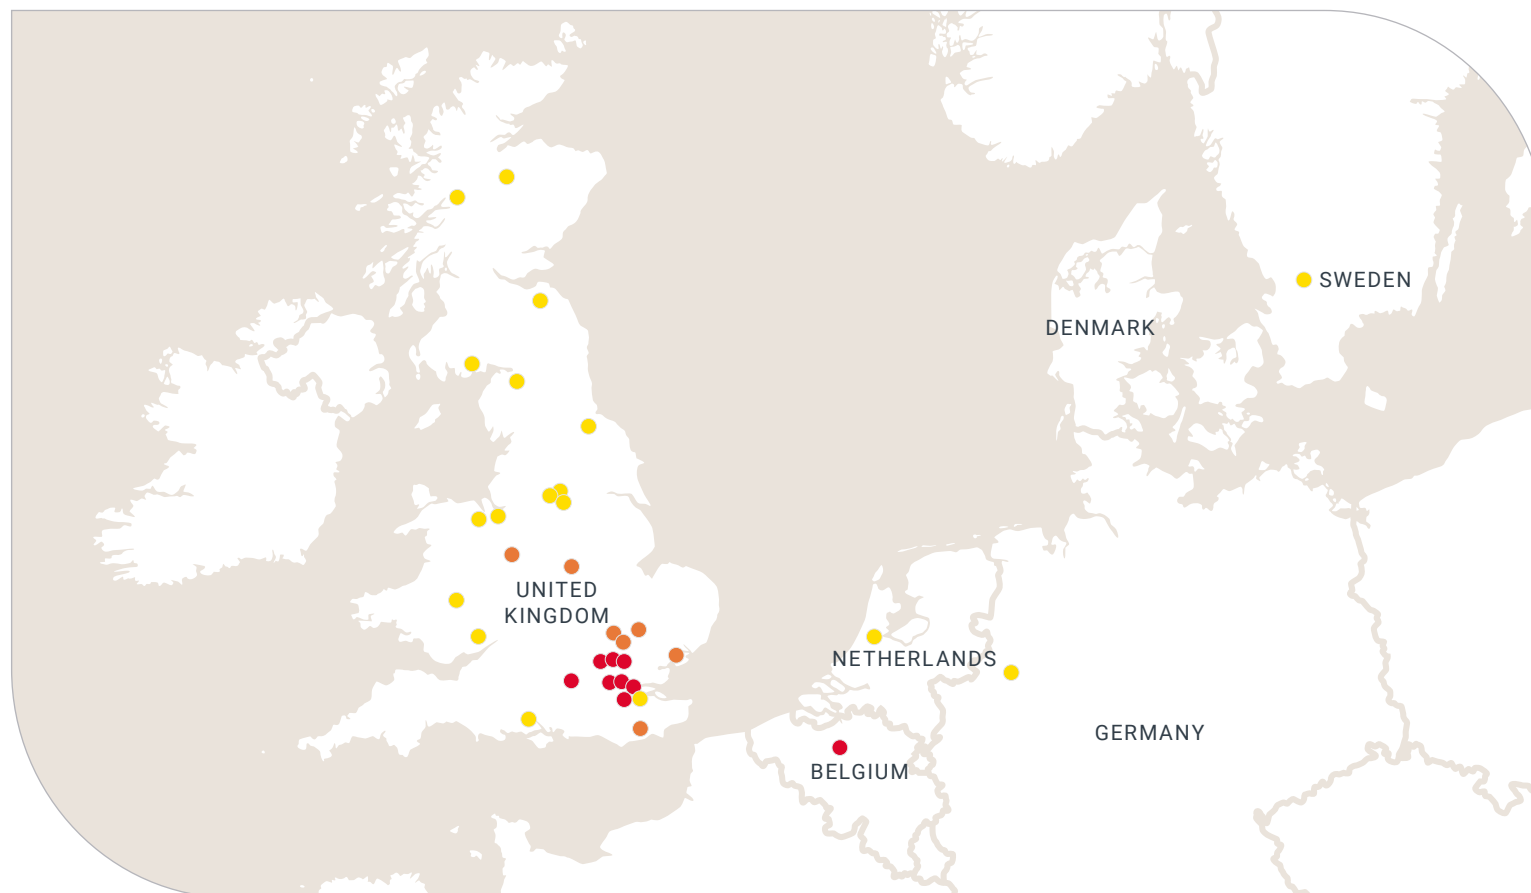 SWEDEN
DENMARK
UNITED
KINGDOM
NETHERLANDS
GERMANY
BELGIUM